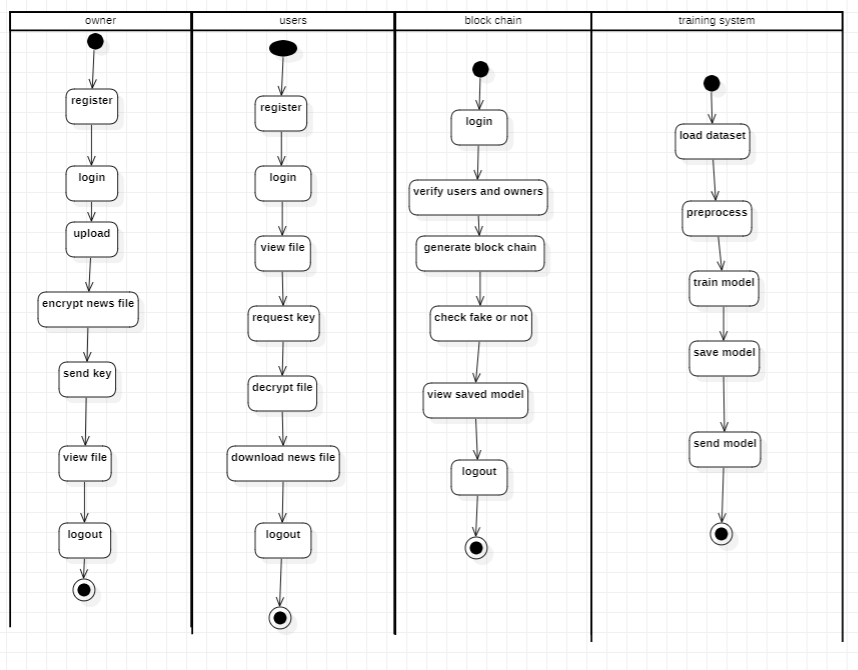 owner
users
block chain
training system
register
login
upload
encrypt news file
send key
view file
logout
register
login
view file
request key
decrypt file
download news file
logout
login
verify users and owners
generate block chain
check fake or not
view saved model
logout
load dataset
preprocess
train model
save model
send model